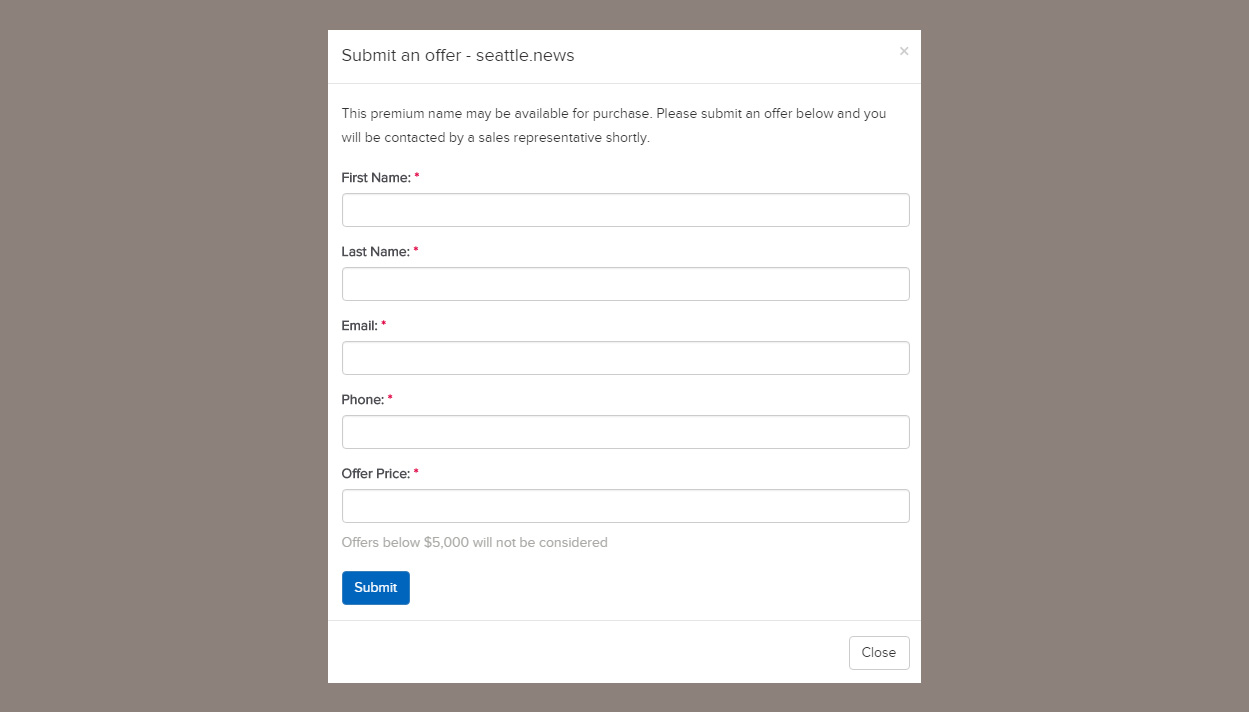 Submit an offer - seattle.news
×
This premium name may be available for purchase. Please submit an offer below and you
will be contacted by a sales representative shortly.
First Name: *
Last Name: *
Email: *
Phone: *
Offer Price: *
Offers below $5,000 will not be considered
Submit
Close